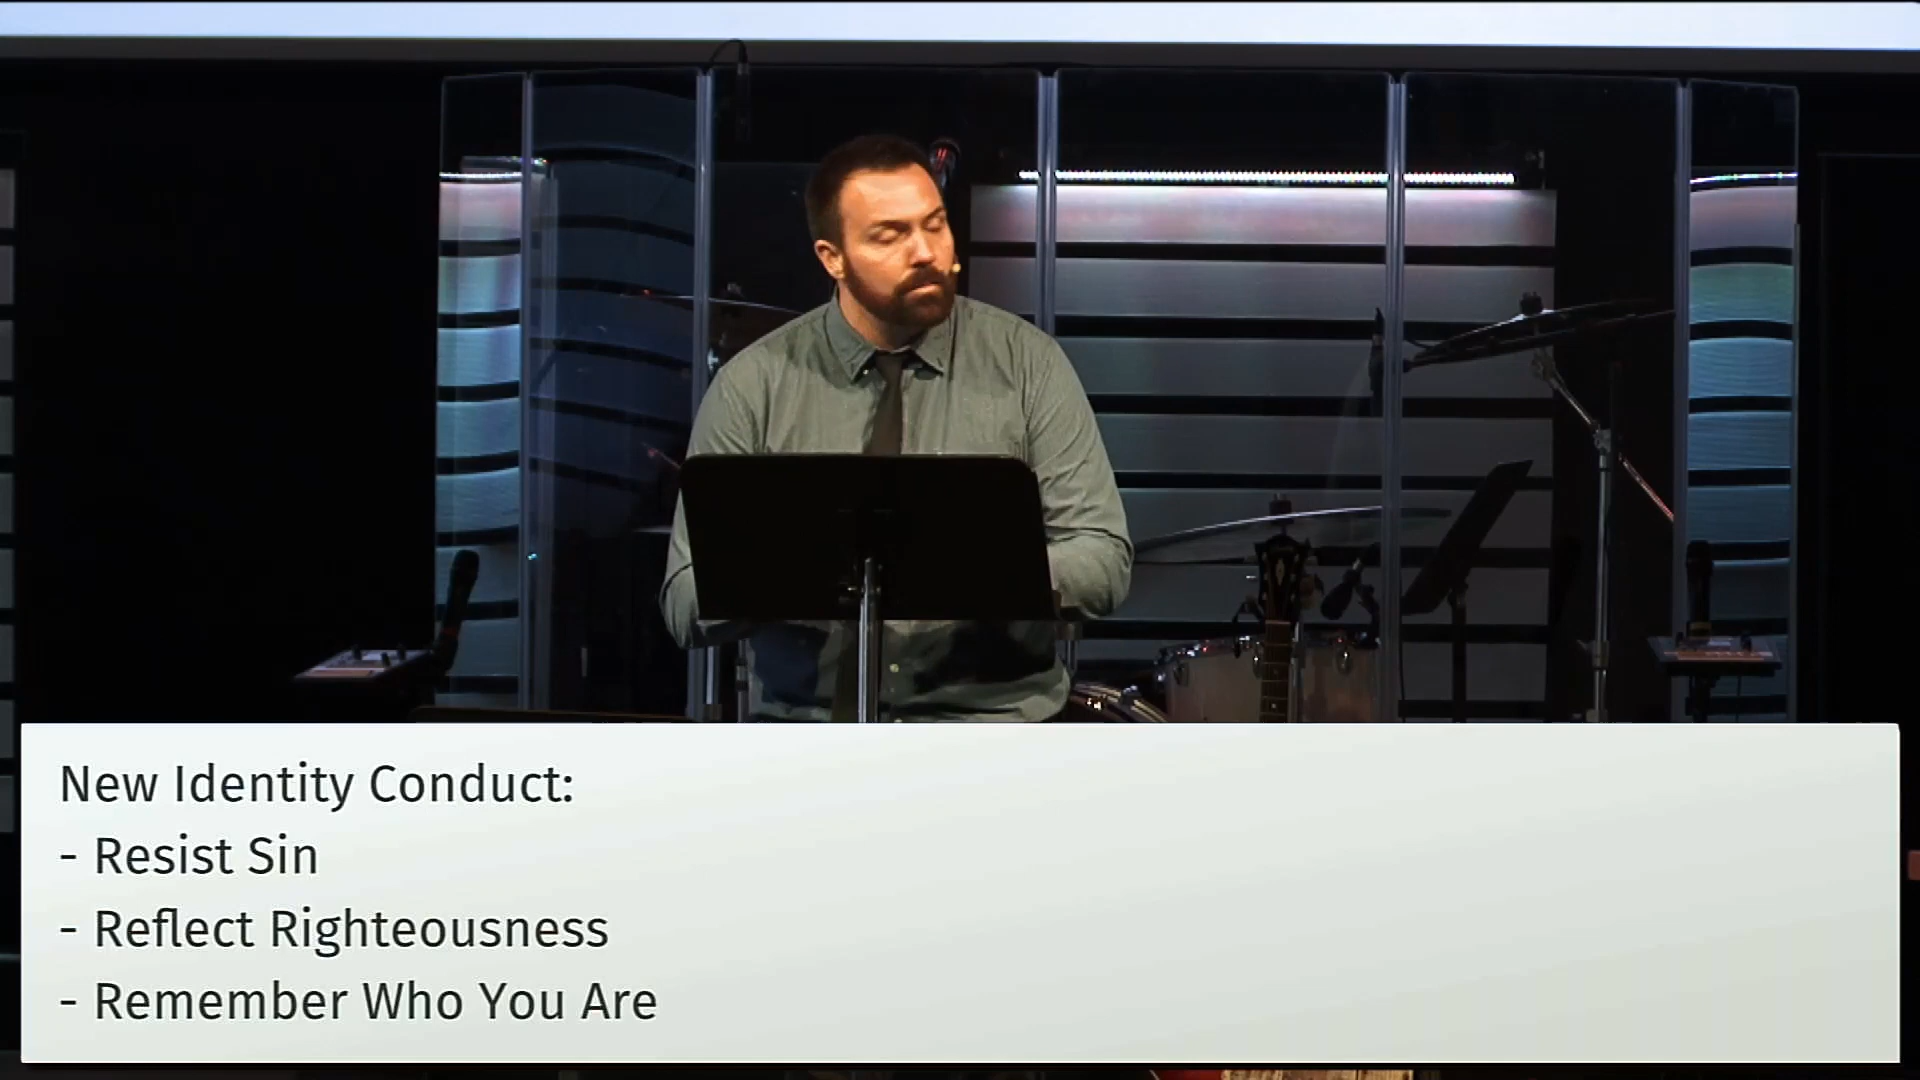 New Identity Conduct:
- Resist Sin
- Reflect Righteousness
- Remember Who You Are